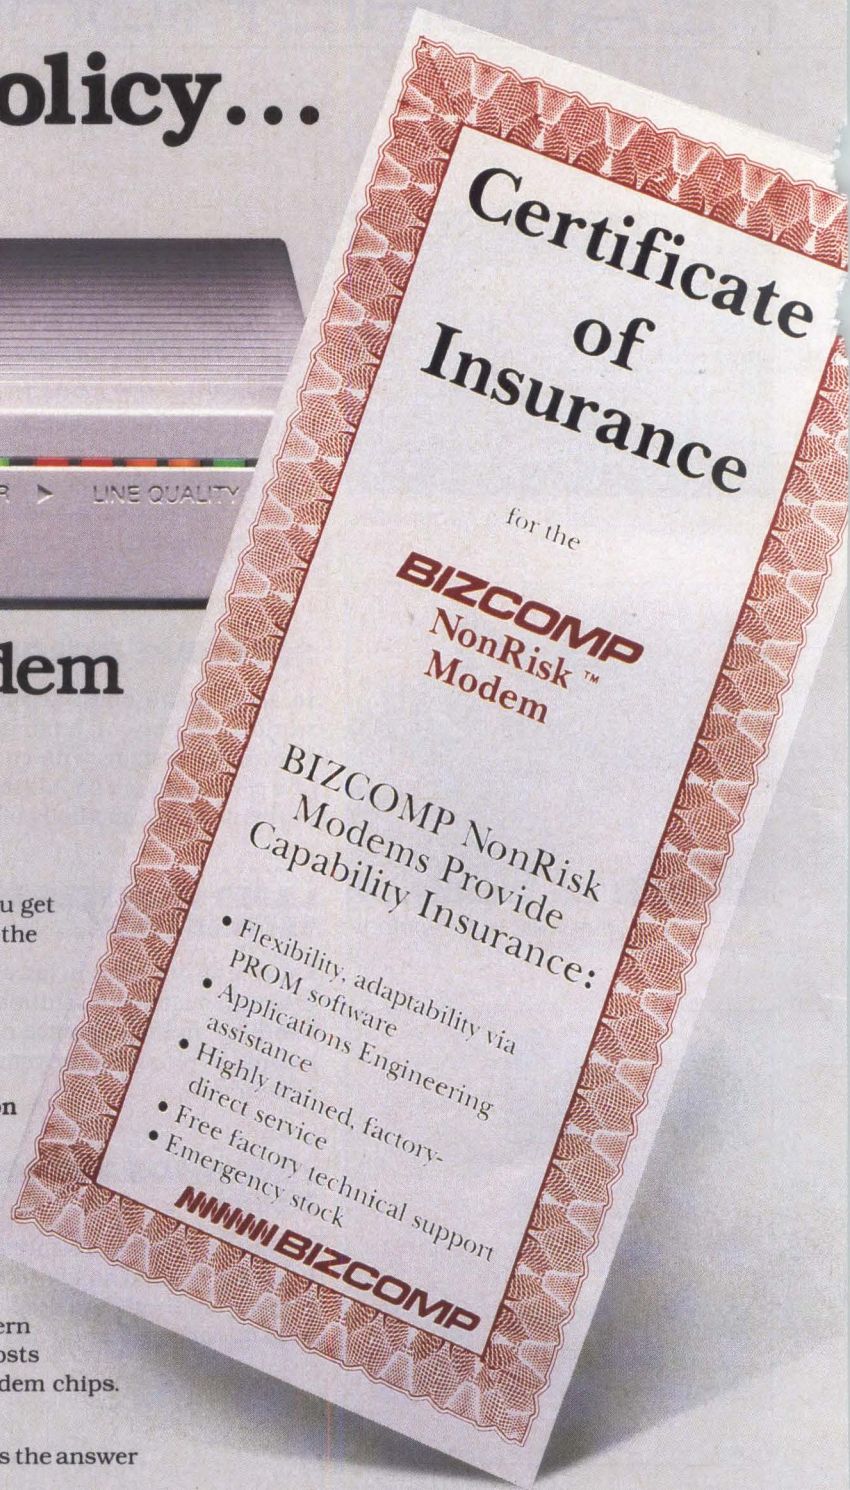 olicy...
R ► LINE QUALITY
dem
u get
the
on
ern
osts
dem chips.
s the answer
Certificate
of
Insurance
for the
BIZCOMP
NonRisk™
Modem
BIZCOMP NonRisk
Modems Provide
Capability Insurance:
• Flexibility, adaptability via
PROM software
• Applications Engineering
assistance
• Highly trained, factory-
direct service
• Free factory technical support
• Emergency stock
BIZCOMP